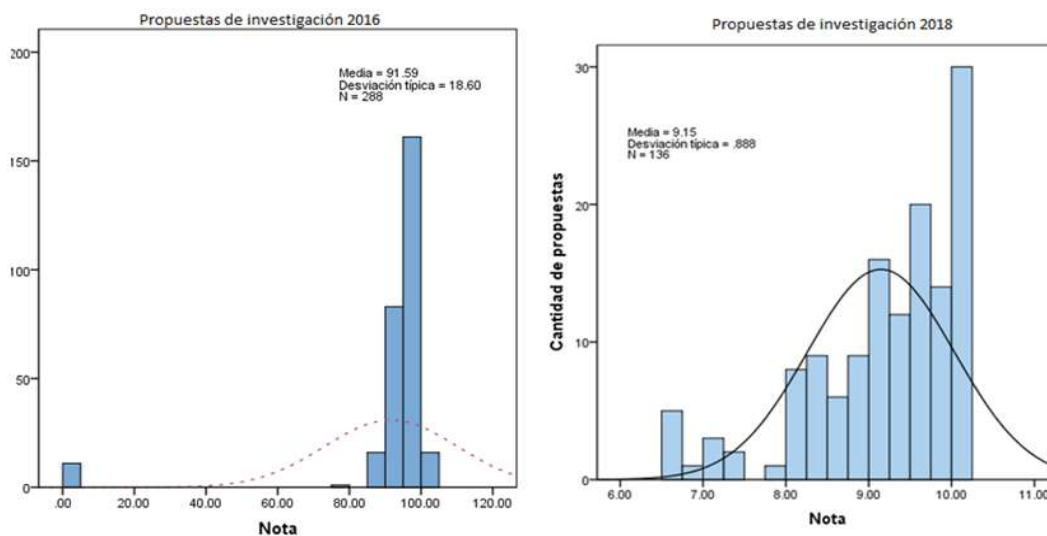 Propuestas de investigación 2016
Media = 91.59
Desviación típica = 18.60
N = 288
200
150
100
50
0
.00 20.00 40.00 60.00 80.00 100.00 120.00
Nota
Propuestas de investigación 2018
Media = 9.15
Desviación típica = .888
N = 136
Cantidad de propuestas
30
20
10
0
6.00 7.00 8.00 9.00 10.00 11.00
Nota